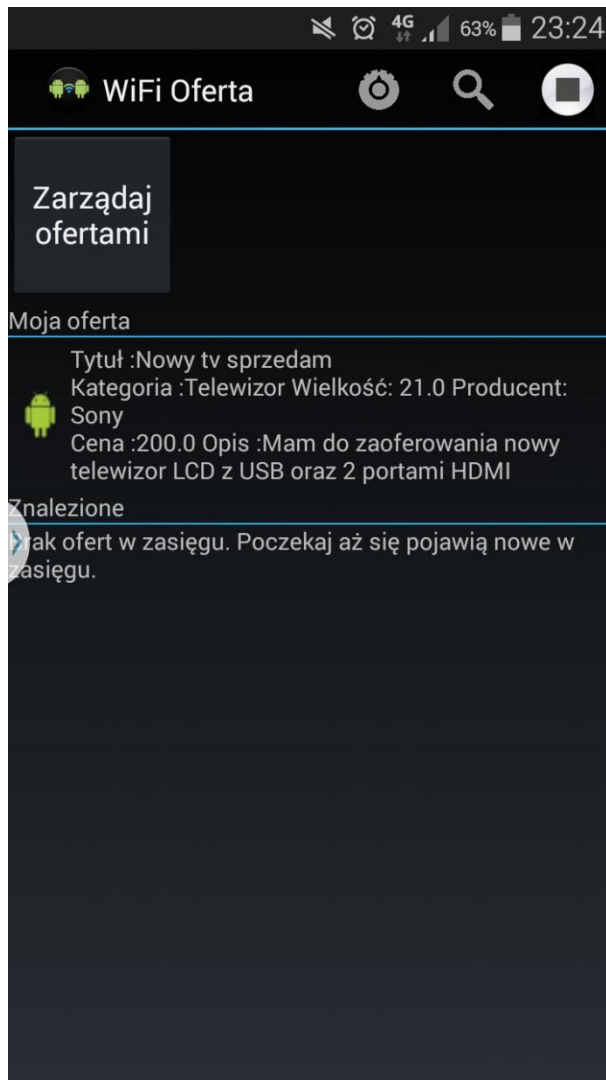 4G 63% 23:24
WiFi Oferta
Zarządaj
ofertami
Moja oferta
Tytuł :Nowy tv sprzedam
Kategoria :Telewizor Wielkość: 21.0 Producent:
Sony
Cena :200.0 Opis :Mam do zaoferowania nowy
telewizor LCD z USB oraz 2 portami HDMI
Znalezione
Brak ofert w zasięgu. Poczekaj aż się pojawią nowe w
zasięgu.